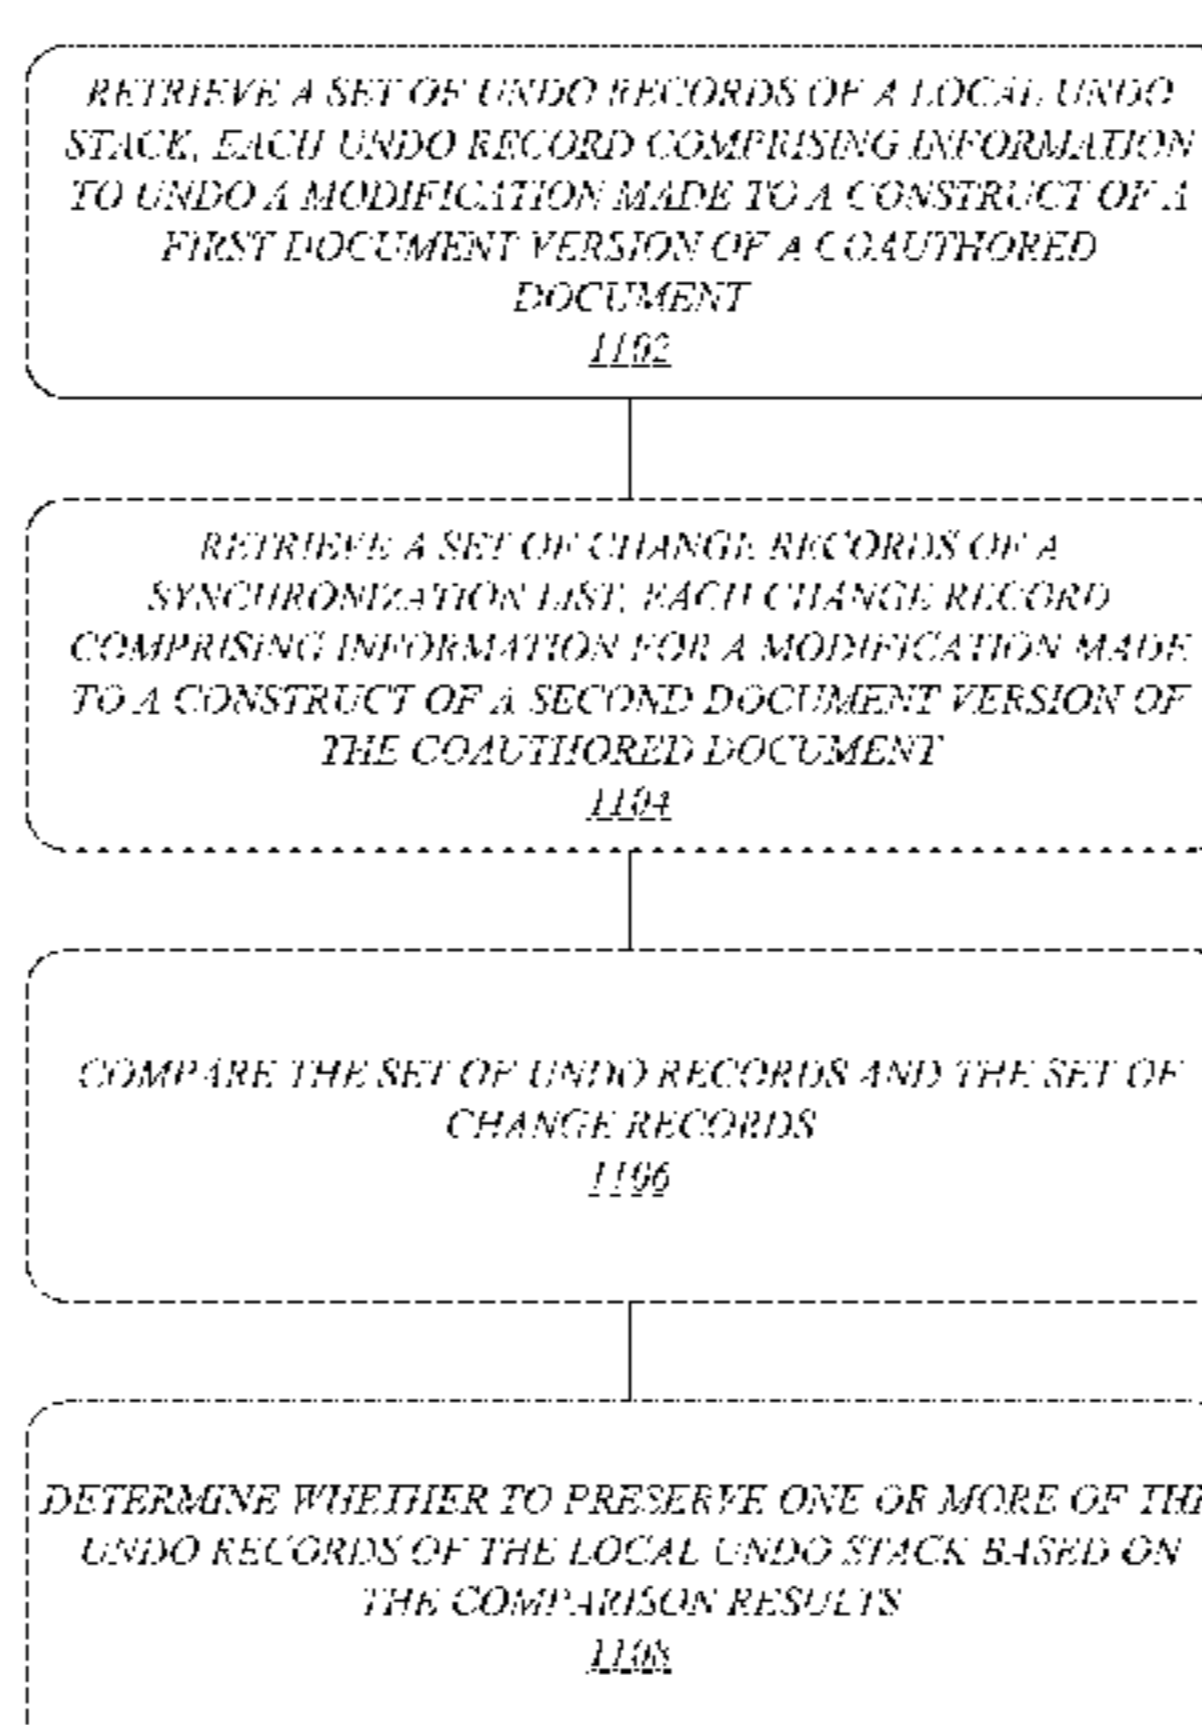 RETRIEVE A SET OF UNDO RECORDS OF A LOCAL UNDO
STACK, EACH UNDO RECORD COMPRISING INFORMATION
TO UNDO A MODIFICATION MADE TO A CONSTRUCT OF A
FIRST DOCUMENT VERSION OF A COAUTHORED
DOCUMENT
1102
RETRIEVE A SET OF CHANGE RECORDS OF A
SYNCHRONIZATION LIST, EACH CHANGE RECORD
COMPRISING INFORMATION FOR A MODIFICATION MADE
TO A CONSTRUCT OF A SECOND DOCUMENT VERSION OF
THE COAUTHORED DOCUMENT
1104
COMPARE THE SET OF UNDO RECORDS AND THE SET OF
CHANGE RECORDS
1106
DETERMINE WHETHER TO PRESERVE ONE OR MORE OF THE
UNDO RECORDS OF THE LOCAL UNDO STACK BASED ON
THE COMPARISON RESULTS
1108